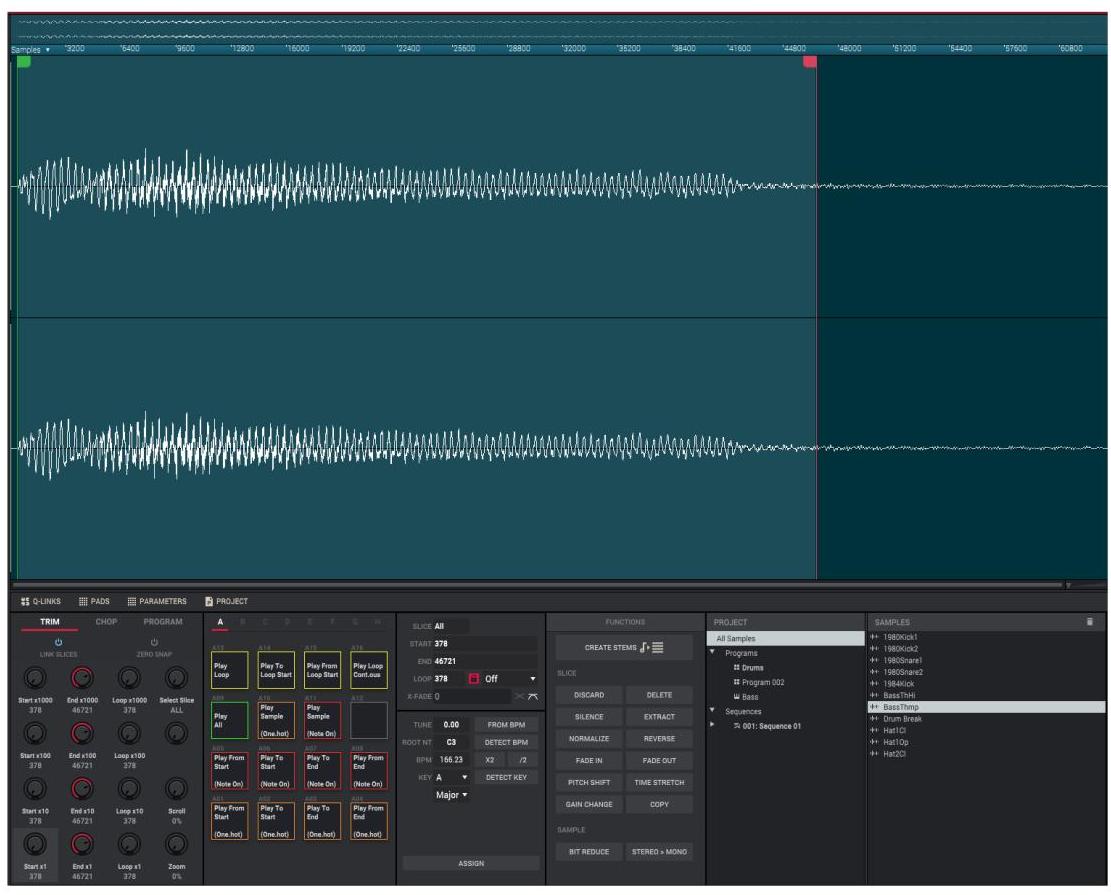 Samples ▾ '3200 '6400 '9600 '12800 '16000 '19200 '22400 '25600 '28800 '32000 '35200 '38400 '41600 '44800 '48000 '51200 '54400 '57600 '60800
Q-LINKS PADS PARAMETERS PROJECT
TRIM CHOP PROGRAM
LINK SLICES ZERO SNAP
Start x1000 End x1000 Loop x1000 Select Slice
378 46721 378 ALL
Start x100 End x100 Loop x100
378 46721 378
Start x10 End x10 Loop x10 Scroll
378 46721 378 0%
Start x1 End x1 Loop x1 Zoom
378 46721 378 0%
A B C D E F G H
A13 A14 A15 A16
Play Loop
Play To Loop Start
Play From Loop Start
Play Loop Cont.ous
A09 A10 A11 A12
Play All
Play Sample (One.hot)
Play Sample (Note On)
A05 A06 A07 A08
Play From Start (Note On)
Play To Start (Note On)
Play To End (Note On)
Play From End (Note On)
A01 A02 A03 A04
Play From Start (One.hot)
Play To Start (One.hot)
Play To End (One.hot)
Play From End (One.hot)
SLICE All
START 378
END 46721
LOOP 378 Off
X-FADE 0
TUNE 0.00 FROM BPM
ROOT NT C3 DETECT BPM
BPM 166.23 X2 /2
KEY A DETECT KEY
Major
ASSIGN
FUNCTIONS
CREATE STEMS
SLICE
DISCARD DELETE
SILENCE EXTRACT
NORMALIZE REVERSE
FADE IN FADE OUT
PITCH SHIFT TIME STRETCH
GAIN CHANGE COPY
SAMPLE
BIT REDUCE STEREO > MONO
PROJECT
All Samples
Programs
Drums
Program 002
Bass
Sequences
001: Sequence 01
SAMPLES
1980Kick1
1980Kick2
1980Snare1
1980Snare2
1984Kick
BassThHi
BassThmp
Drum Break
Hat1Cl
Hat1Op
Hat2Cl